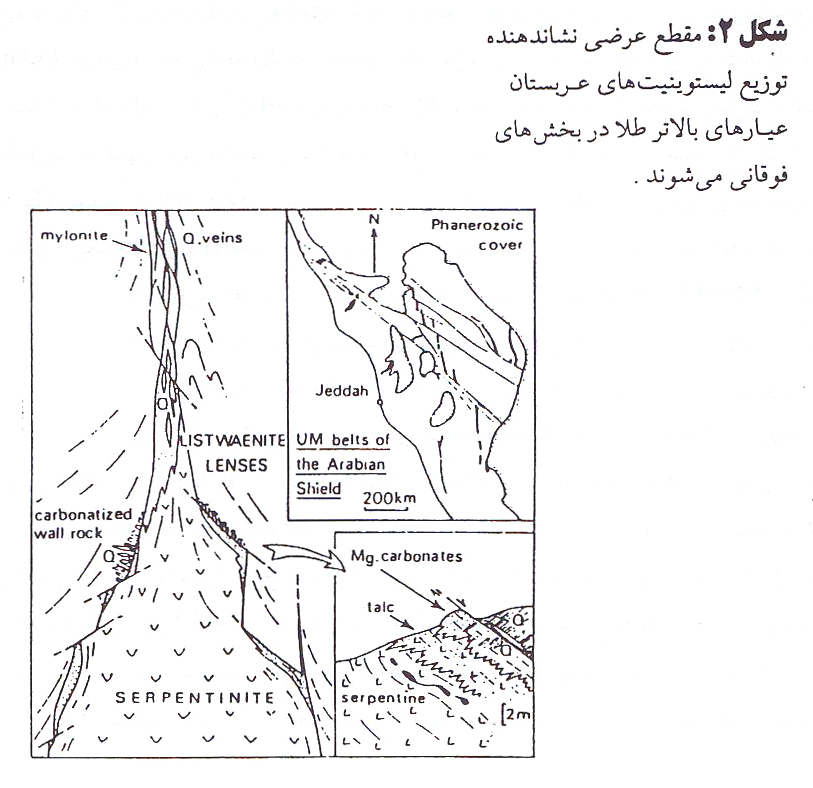 شکل ۲: مقطع عرضی نشاندهنده
توزیع لیستوینیت‌های عـربستان
عیـارهای بالاتر طلا در بخش‌های
فوقانی می‌شوند .
mylonite
Q.veins
N
Phanerozoic
cover
Jeddah
Q
LISTWAENITE
LENSES
UM belts of
the Arabian
Shield
200km
carbonatized
wall rock
Q
Mg.carbonates
talc
Q
Q
serpentine
SERPENTINITE
2m